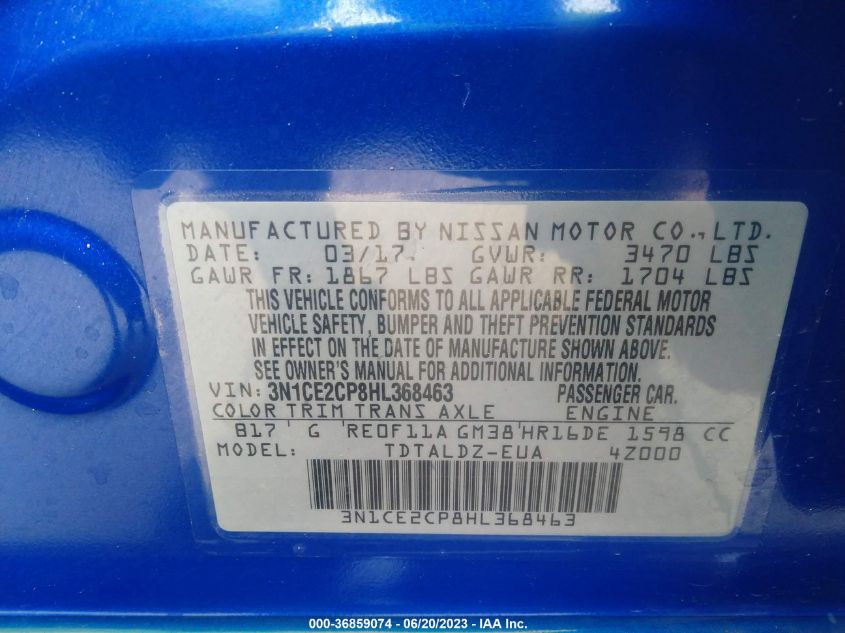 MANUFACTURED BY NISSAN MOTOR CO., LTD.
DATE: 03/17 GVWR: 3470 LBS
GAWR FR: 1867 LBS GAWR RR: 1704 LBS
THIS VEHICLE CONFORMS TO ALL APPLICABLE FEDERAL MOTOR
VEHICLE SAFETY, BUMPER AND THEFT PREVENTION STANDARDS
IN EFFECT ON THE DATE OF MANUFACTURE SHOWN ABOVE.
SEE OWNER'S MANUAL FOR ADDITIONAL INFORMATION.
VIN: 3N1CE2CP8HL368463 PASSENGER CAR.
COLOR TRIM TRANS AXLE ENGINE
B17 G RE0F11A GM38 HR16DE 1598 CC
MODEL: TDTALDZ-EUA 4Z000
3N1CE2CP8HL368463
000-36859074 - 06/20/2023 - IAA Inc.